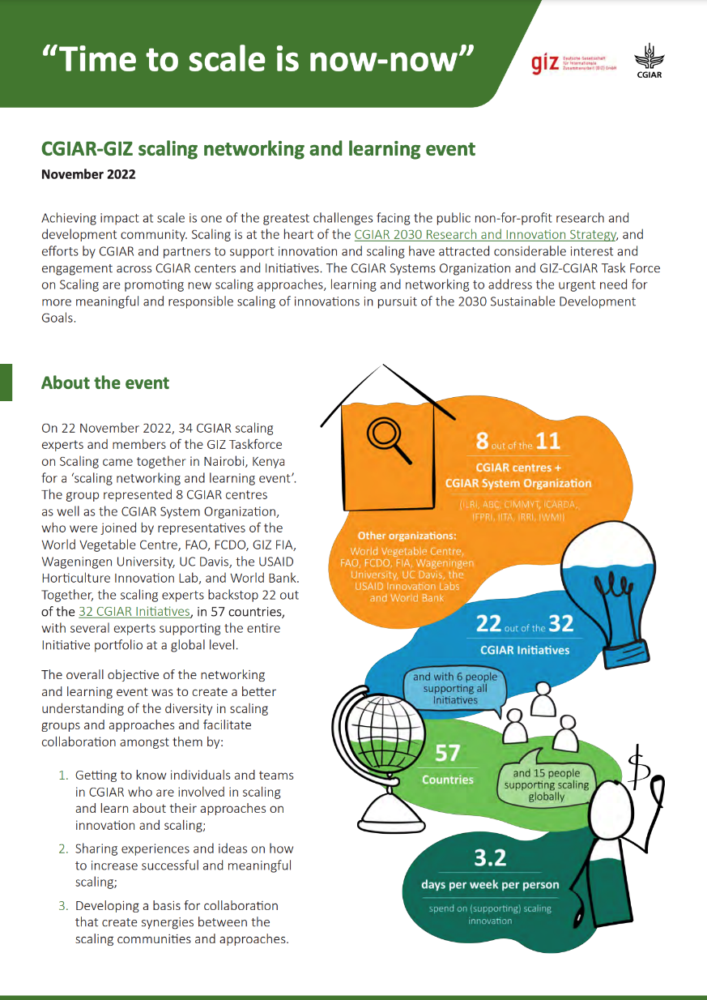 “Time to scale is now-now”
giz Deutsche Gesellschaft
für Internationale
Zusammenarbeit (GIZ) GmbH
CGIAR
CGIAR-GIZ scaling networking and learning event
November 2022
Achieving impact at scale is one of the greatest challenges facing the public non-for-profit research and
development community. Scaling is at the heart of the CGIAR 2030 Research and Innovation Strategy, and
efforts by CGIAR and partners to support innovation and scaling have attracted considerable interest and
engagement across CGIAR centers and Initiatives. The CGIAR Systems Organization and GIZ-CGIAR Task Force
on Scaling are promoting new scaling approaches, learning and networking to address the urgent need for
more meaningful and responsible scaling of innovations in pursuit of the 2030 Sustainable Development
Goals.
About the event
On 22 November 2022, 34 CGIAR scaling
experts and members of the GIZ Taskforce
on Scaling came together in Nairobi, Kenya
for a ‘scaling networking and learning event’.
The group represented 8 CGIAR centres
as well as the CGIAR System Organization,
who were joined by representatives of the
World Vegetable Centre, FAO, FCDO, GIZ FIA,
Wageningen University, UC Davis, the USAID
Horticulture Innovation Lab, and World Bank.
Together, the scaling experts backstop 22 out
of the 32 CGIAR Initiatives, in 57 countries,
with several experts supporting the entire
Initiative portfolio at a global level.
The overall objective of the networking
and learning event was to create a better
understanding of the diversity in scaling
groups and approaches and facilitate
collaboration amongst them by:
1. Getting to know individuals and teams
in CGIAR who are involved in scaling
and learn about their approaches on
innovation and scaling;
2. Sharing experiences and ideas on how
to increase successful and meaningful
scaling;
3. Developing a basis for collaboration
that create synergies between the
scaling communities and approaches.
8 out of the 11
CGIAR centres +
CGIAR System Organization
(ILRI, ABC, CIMMYT, ICARDA,
IFPRI, IITA, IRRI, IWMI)
Other organizations:
World Vegetable Centre,
FAO, FCDO, FIA, Wageningen
University, UC Davis, the
USAID Innovation Labs
and World Bank
22 out of the 32
CGIAR Initiatives
and with 6 people
supporting all
Initiatives
57
Countries
and 15 people
supporting scaling
globally
$
3.2
days per week per person
spend on (supporting) scaling
innovation